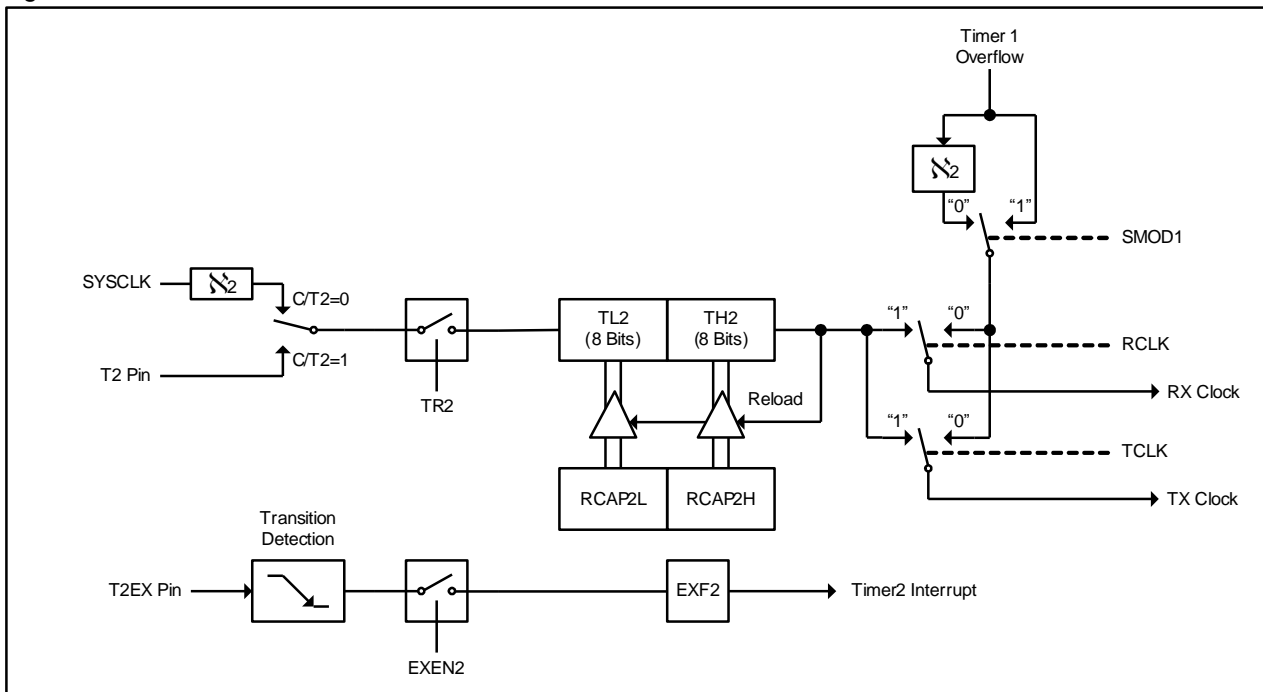 Timer 1
Overflow
ℵ2
“0”
“1”
SMOD1
SYSCLK
ℵ2
C/T2=0
TL2
(8 Bits)
TH2
(8 Bits)
“1”
“0”
RCLK
C/T2=1
T2 Pin
TR2
Reload
RX Clock
“1”
“0”
TCLK
RCAP2L
RCAP2H
TX Clock
Transition
Detection
T2EX Pin
EXF2
Timer2 Interrupt
EXEN2